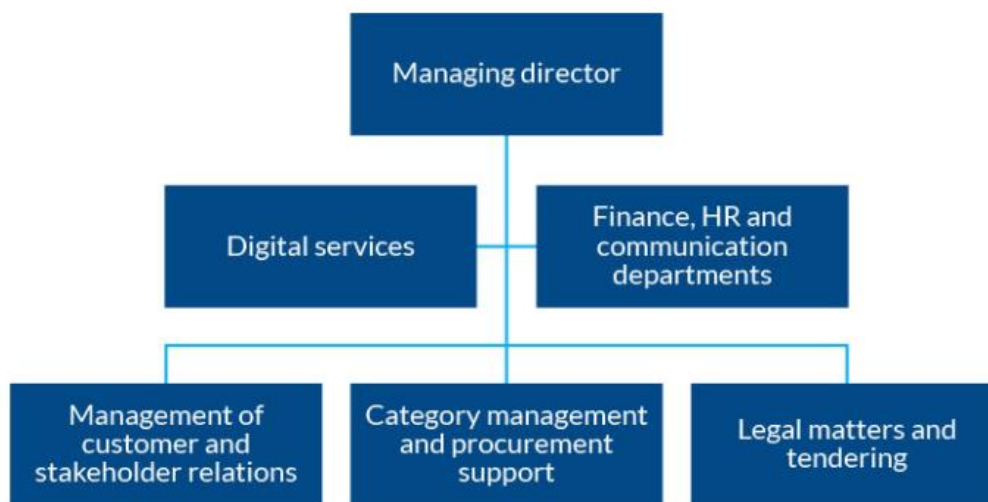 Managing director
Digital services
Finance, HR and
communication
departments
Management of
customer and
stakeholder relations
Category management
and procurement
support
Legal matters and
tendering